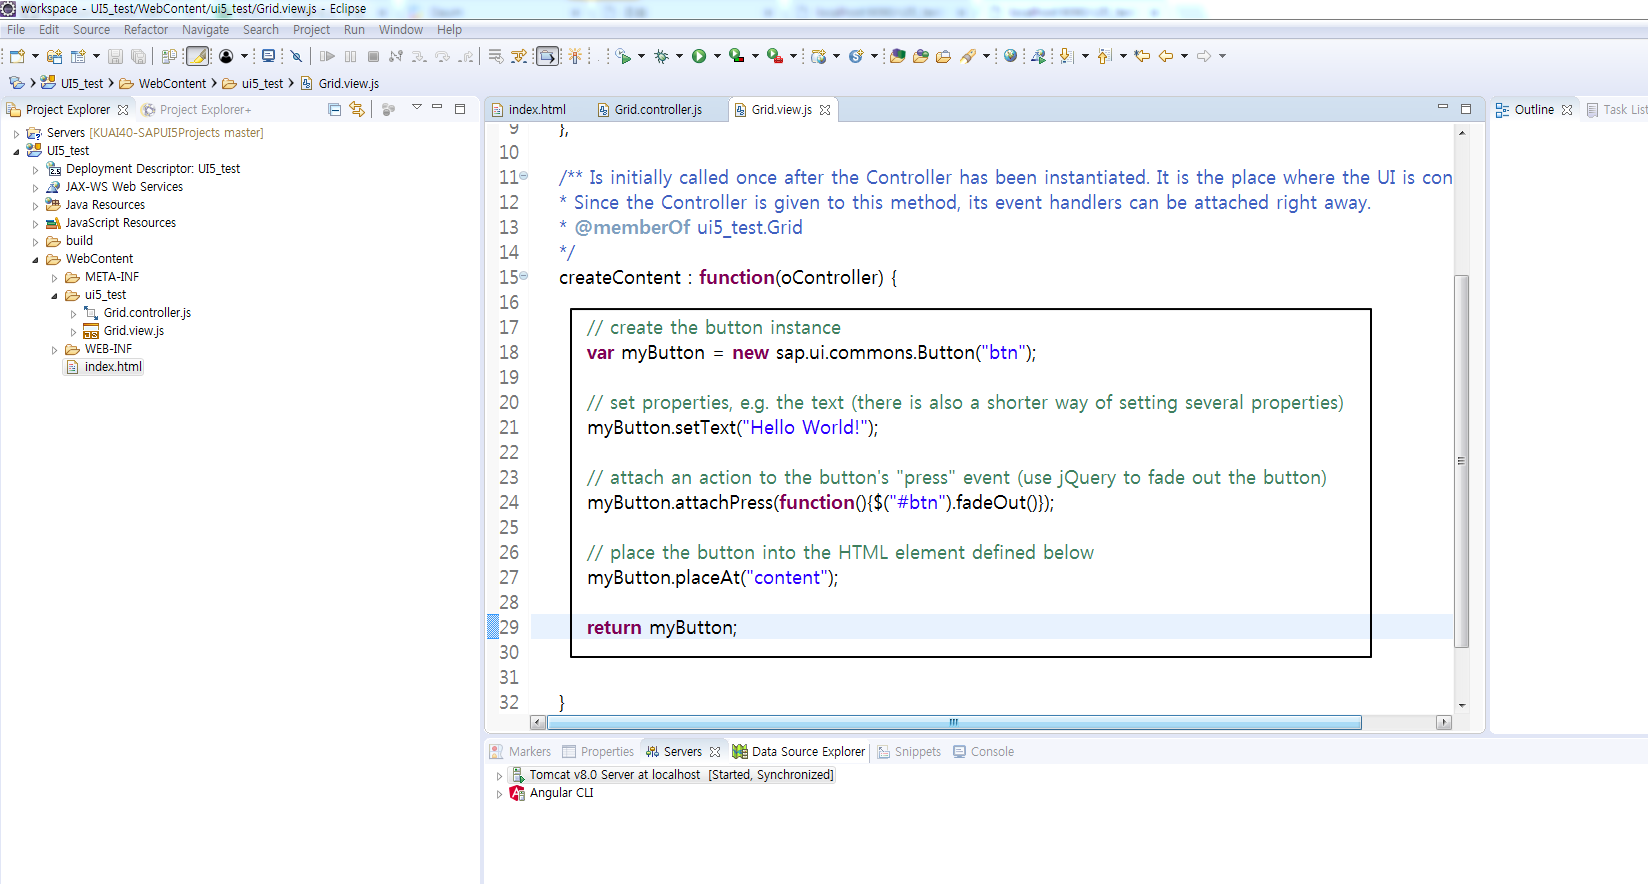 workspace - UI5_test/WebContent/ui5_test/Grid.view.js - Eclipse
File Edit Source Refactor Navigate Search Project Run Window Help
UI5_test WebContent ui5_test Grid.view.js
Project Explorer Project Explorer+
Servers [KUAI40-SAPUI5Projects master]
UI5_test
Deployment Descriptor: UI5_test
JAX-WS Web Services
Java Resources
JavaScript Resources
build
WebContent
META-INF
ui5_test
Grid.controller.js
Grid.view.js
WEB-INF
index.html
index.html Grid.controller.js Grid.view.js
9 },
10
11 /** Is initially called once after the Controller has been instantiated. It is the place where the UI is con
12 * Since the Controller is given to this method, its event handlers can be attached right away.
13 * @memberOf ui5_test.Grid
14 */
15 createContent : function(oController) {
16
17 // create the button instance
18 var myButton = new sap.ui.commons.Button("btn");
19
20 // set properties, e.g. the text (there is also a shorter way of setting several properties)
21 myButton.setText("Hello World!");
22
23 // attach an action to the button's "press" event (use jQuery to fade out the button)
24 myButton.attachPress(function(){$("#btn").fadeOut()});
25
26 // place the button into the HTML element defined below
27 myButton.placeAt("content");
28
29 return myButton;
30
31
32 }
Outline Task List
Markers Properties Servers Data Source Explorer Snippets Console
Tomcat v8.0 Server at localhost [Started, Synchronized]
Angular CLI